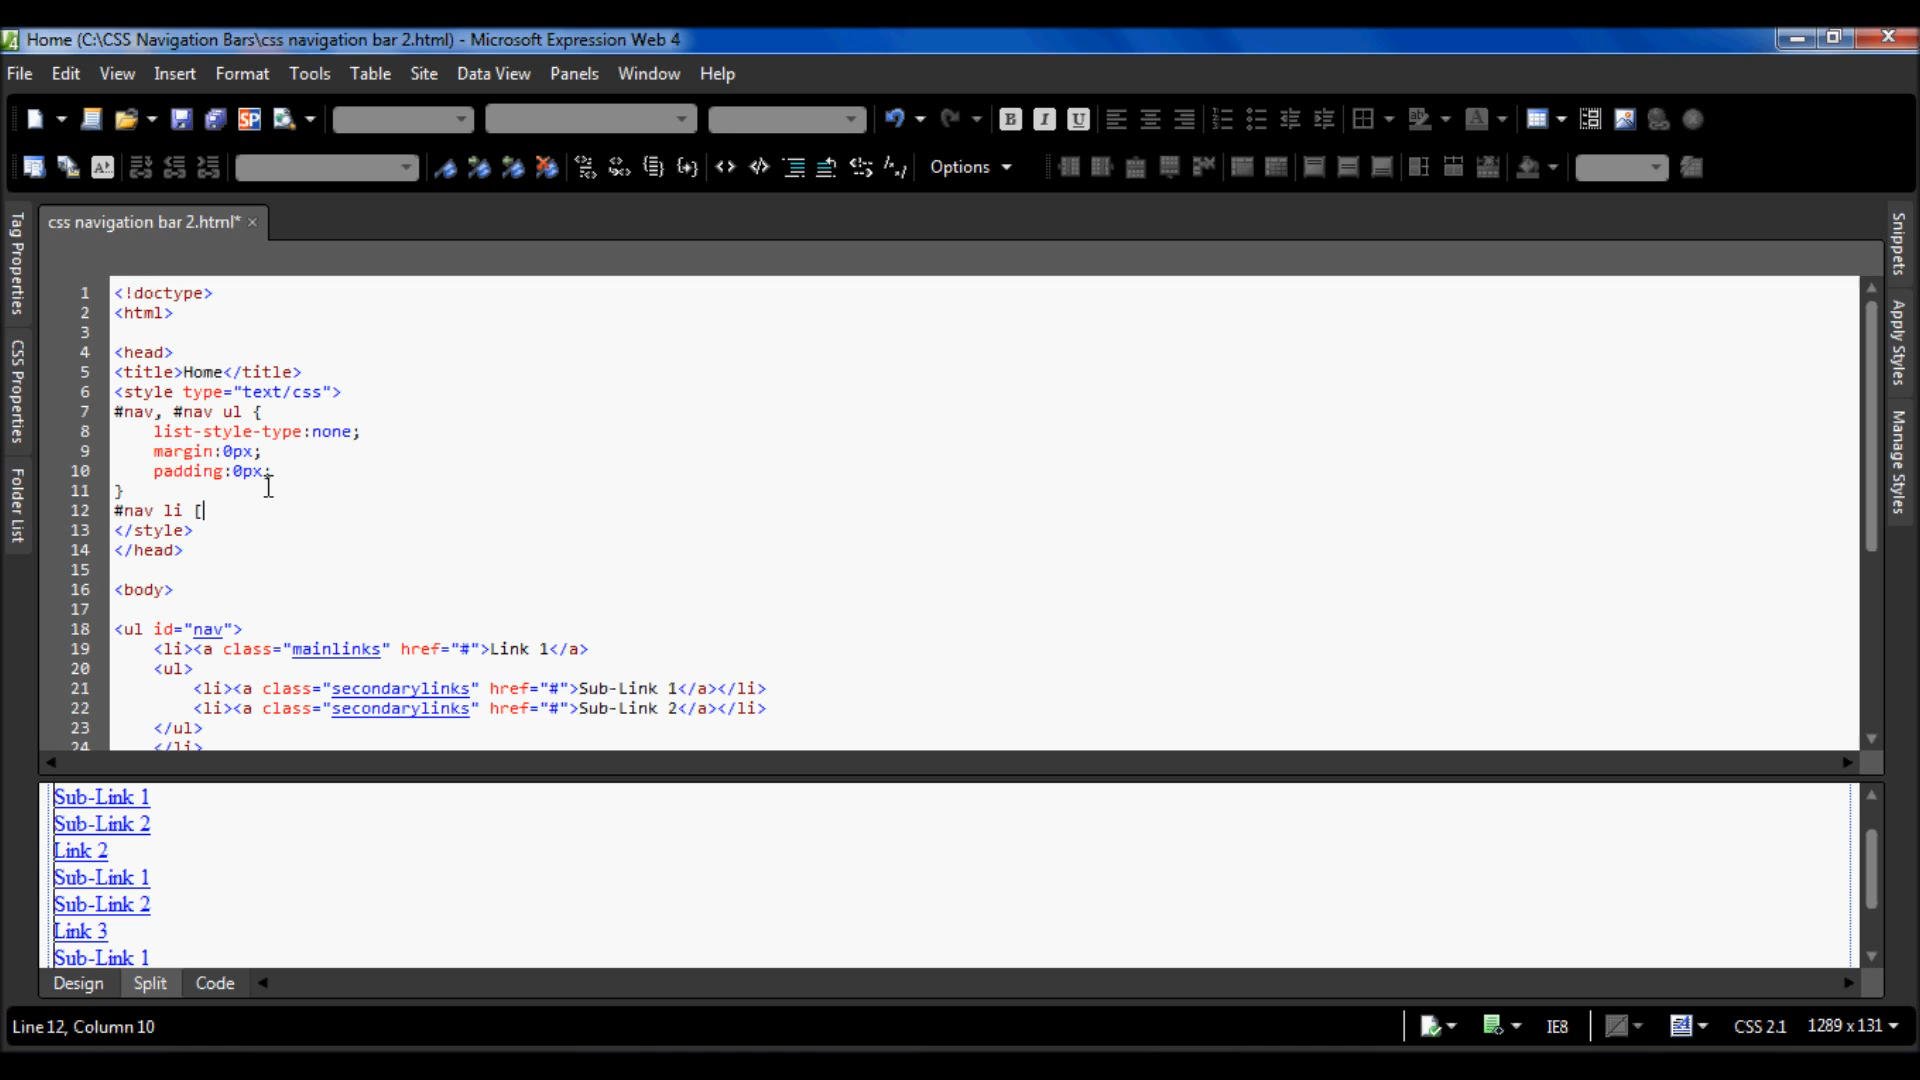 Home (C:\CSS Navigation Bars\css navigation bar 2.html) - Microsoft Expression Web 4
File Edit View Insert Format Tools Table Site Data View Panels Window Help
SP B I U
Options
css navigation bar 2.html*
Tag Properties
CSS Properties
Folder List
1 <!doctype>
2 <html>
3
4 <head>
5 <title>Home</title>
6 <style type="text/css">
7 #nav, #nav ul {
8 list-style-type:none;
9 margin:0px;
10 padding:0px;
11 }
12 #nav li [
13 </style>
14 </head>
15
16 <body>
17
18 <ul id="nav">
19 <li><a class="mainlinks" href="#">Link 1</a>
20 <ul>
21 <li><a class="secondarylinks" href="#">Sub-Link 1</a></li>
22 <li><a class="secondarylinks" href="#">Sub-Link 2</a></li>
23 </ul>
24 </li>
Snippets
Apply Styles
Manage Styles
Sub-Link 1
Sub-Link 2
Link 2
Sub-Link 1
Sub-Link 2
Link 3
Sub-Link 1
Design Split Code
Line 12, Column 10 IE8 CSS 2.1 1289 x 131